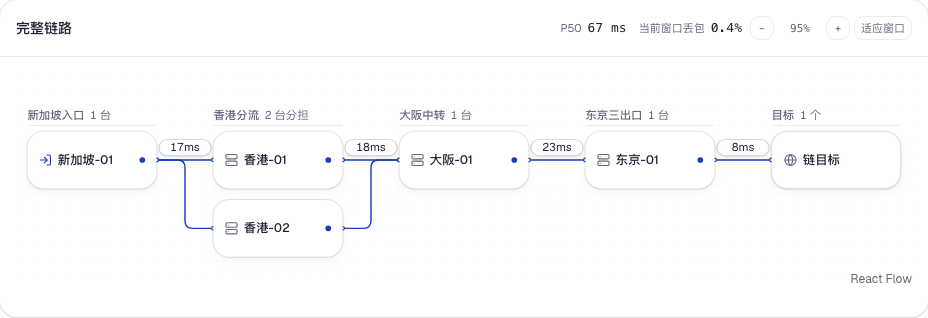 完整链路
P50 67 ms 当前窗口丢包 0.4% − 95% + 适应窗口
新加坡入口 1 台 香港分流 2 台分担 大阪中转 1 台 东京三出口 1 台 目标 1 个
新加坡-01 17ms 香港-01 18ms 大阪-01 23ms 东京-01 8ms 链目标
香港-02
React Flow